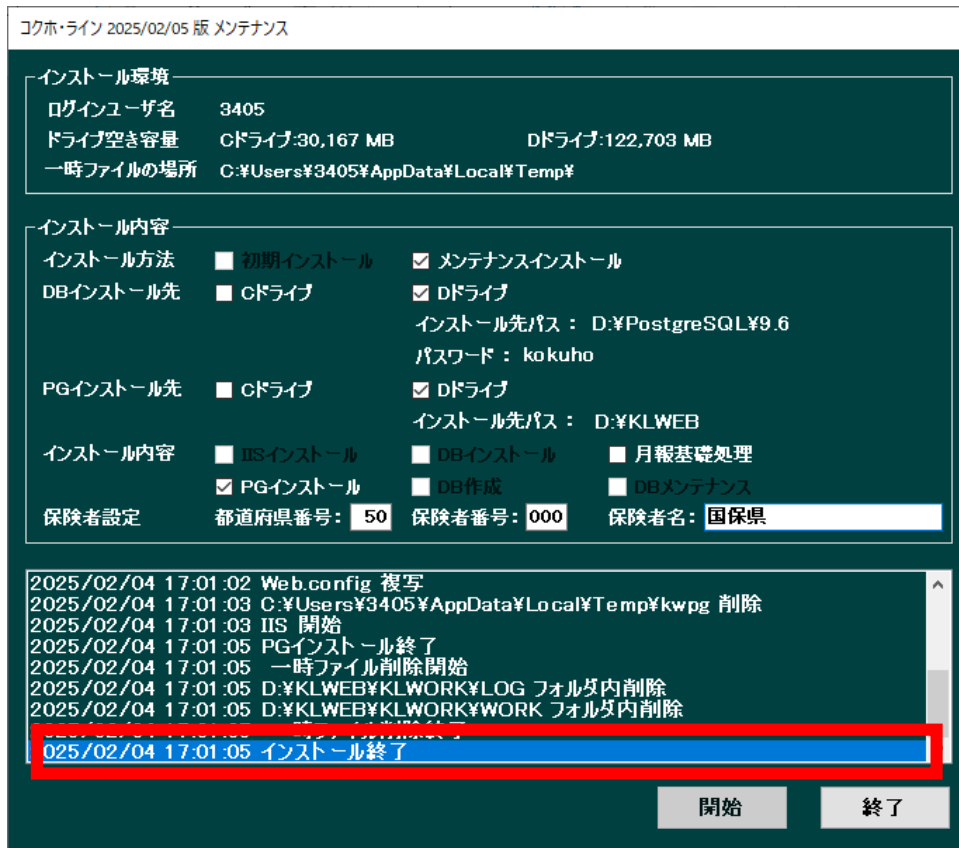 コクホ・ライン 2025/02/05 版 メンテナンス
インストール環境
ログインユーザ名 3405
ドライブ空き容量 Cドライブ:30,167 MB Dドライブ:122,703 MB
一時ファイルの場所 C:¥Users¥3405¥AppData¥Local¥Temp¥
インストール内容
インストール方法 初期インストール メンテナンスインストール
DBインストール先 Cドライブ Dドライブ
インストール先パス : D:¥PostgreSQL¥9.6
パスワード : kokuho
PGインストール先 Cドライブ Dドライブ
インストール先パス : D:¥KLWEB
インストール内容 IISインストール DBインストール 月報基礎処理
PGインストール DB作成 DBメンテナンス
保険者設定 都道府県番号: 50 保険者番号: 000 保険者名: 国保県
2025/02/04 17:01:02 Web.config 複写
2025/02/04 17:01:03 C:¥Users¥3405¥AppData¥Local¥Temp¥kwpg 削除
2025/02/04 17:01:03 IIS 開始
2025/02/04 17:01:05 PGインストール終了
2025/02/04 17:01:05 一時ファイル削除開始
2025/02/04 17:01:05 D:¥KLWEB¥KLWORK¥LOG フォルダ内削除
2025/02/04 17:01:05 D:¥KLWEB¥KLWORK¥WORK フォルダ内削除
025/02/04 17:01:05 インストール終了
開始 終了